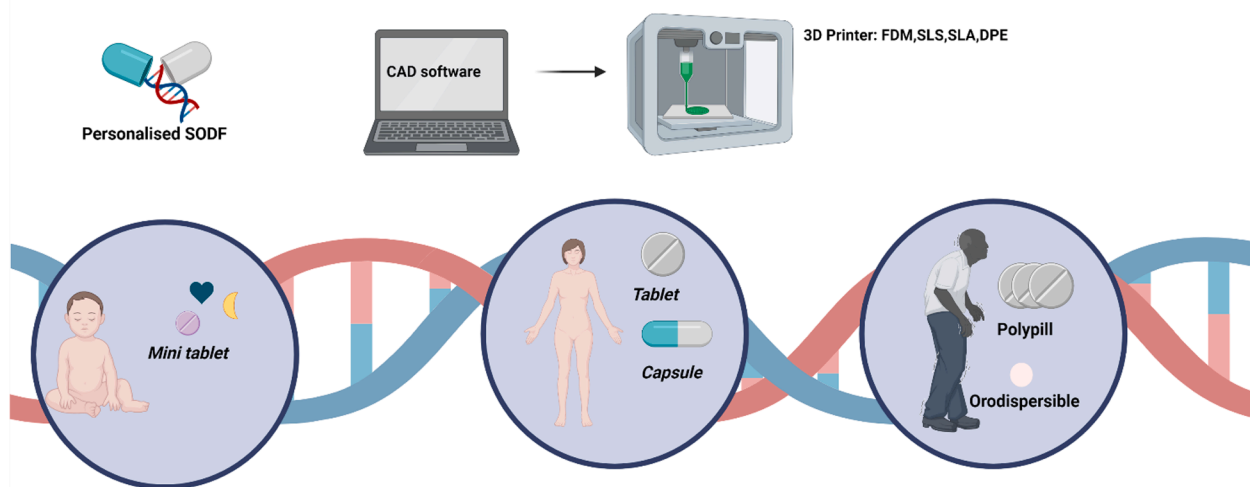 3D Printer: FDM,SLS,SLA,DPE
CAD software
Personalised SODF
Mini tablet
Tablet
Capsule
Polypill
Orodispersible